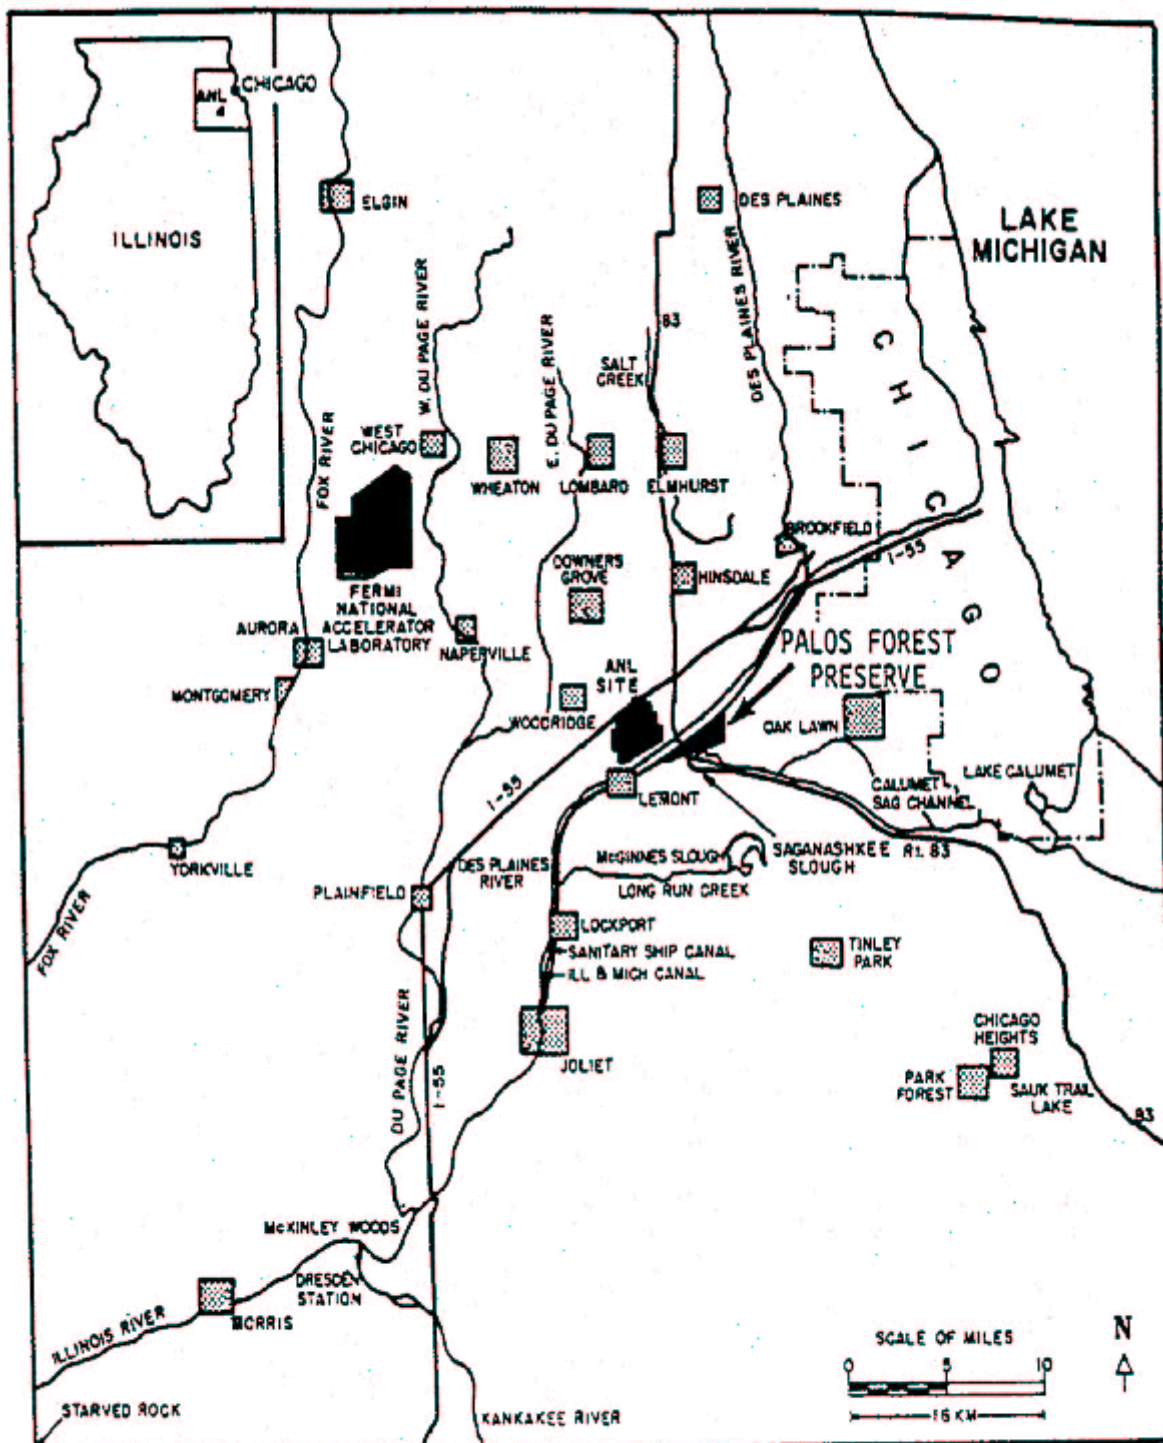 CHICAGO
ANL
ILLINOIS
ELGIN
DES PLAINES
LAKE
MICHIGAN
W. DU PAGE RIVER
83
DES PLAINES RIVER
E. DU PAGE RIVER
SALT
CREEK
CHICAGO
FOX RIVER
WEST
CHICAGO
WHEATON
LOMBARD
ELMHURST
BROOKFIELD
I-55
DOWNERS
GROVE
HINSDALE
FERMI
NATIONAL
ACCELERATOR
LABORATORY
AURORA
NAPERVILLE
PALOS FOREST
PRESERVE
ANL
SITE
MONTGOMERY
WOODRIDGE
OAK LAWN
LAKE CALUMET
I-55
LEMONT
CALUMET
SAG CHANNEL
YORKVILLE
DES PLAINES
RIVER
McGINNES SLOUGH
SAGANASHKEE
SLOUGH
Rt. 83
PLAINFIELD
LONG RUN CREEK
FOX RIVER
LOCKPORT
SANITARY SHIP CANAL
ILL & MICH CANAL
TINLEY
PARK
DU PAGE RIVER
I-55
JOLIET
CHICAGO
HEIGHTS
PARK
FOREST
SAUK TRAIL
LAKE
83
McKINLEY WOODS
DRESDEN
STATION
MORRIS
ILLINOIS RIVER
STARVED ROCK
KANKAKEE RIVER
SCALE OF MILES
0 5 10
16 KM
N